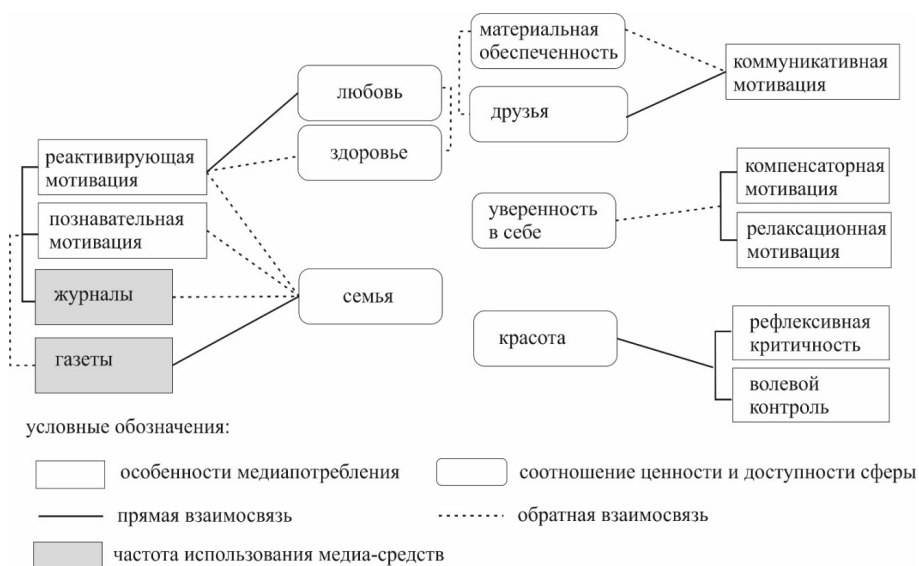 материальная
обеспеченность
коммуникативная
мотивация
любовь
друзья
здоровье
реактивирующая
мотивация
компенсаторная
мотивация
познавательная
мотивация
уверенность
в себе
релаксационная
мотивация
журналы
семья
газеты
красота
рефлексивная
критичность
волевой
контроль
условные обозначения:
особенности медиапотребления
соотношение ценности и доступности сферы
прямая взаимосвязь
обратная взаимосвязь
частота использования медиа-средств